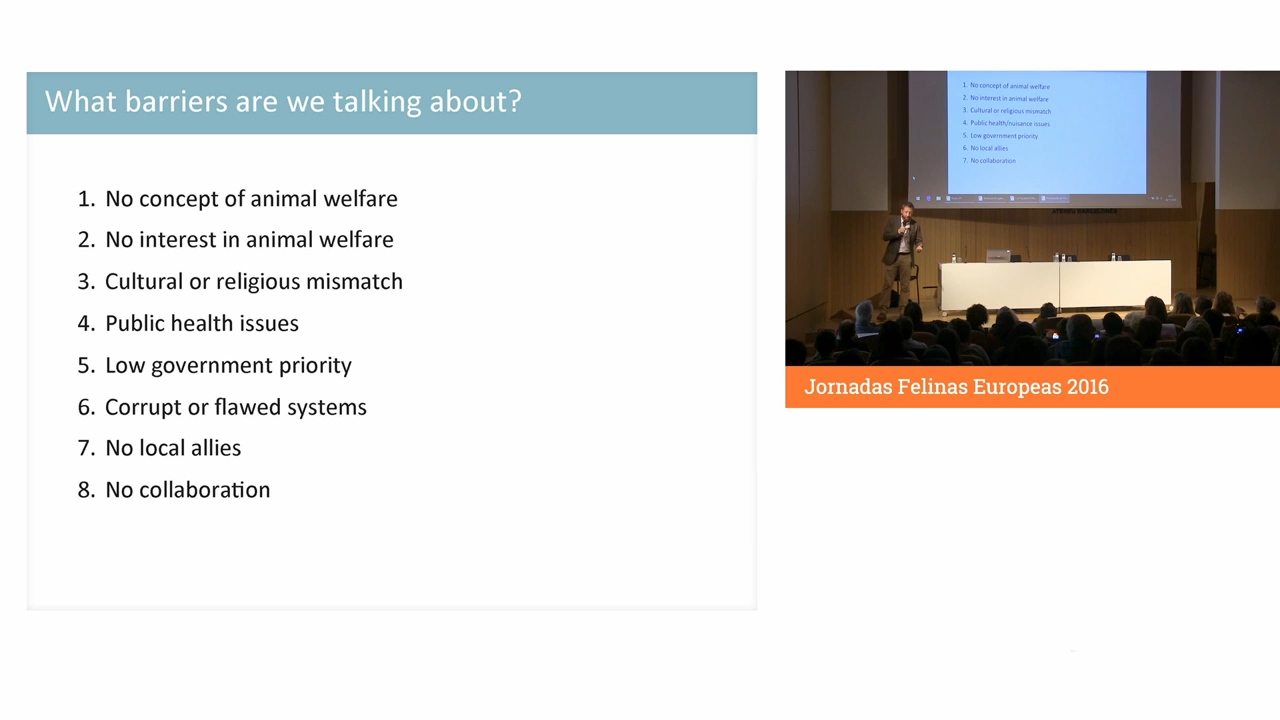 What barriers are we talking about?
1. No concept of animal welfare
2. No interest in animal welfare
3. Cultural or religious mismatch
4. Public health issues
5. Low government priority
6. Corrupt or flawed systems
7. No local allies
8. No collaboration
1. No concept of animal welfare
2. No interest in animal welfare
3. Cultural or religious mismatch
4. Public health/nuisance issues
5. Low government priority
6. No local allies
7. No collaboration
ATENEU BARCELONÈS
Jornadas Felinas Europeas 2016